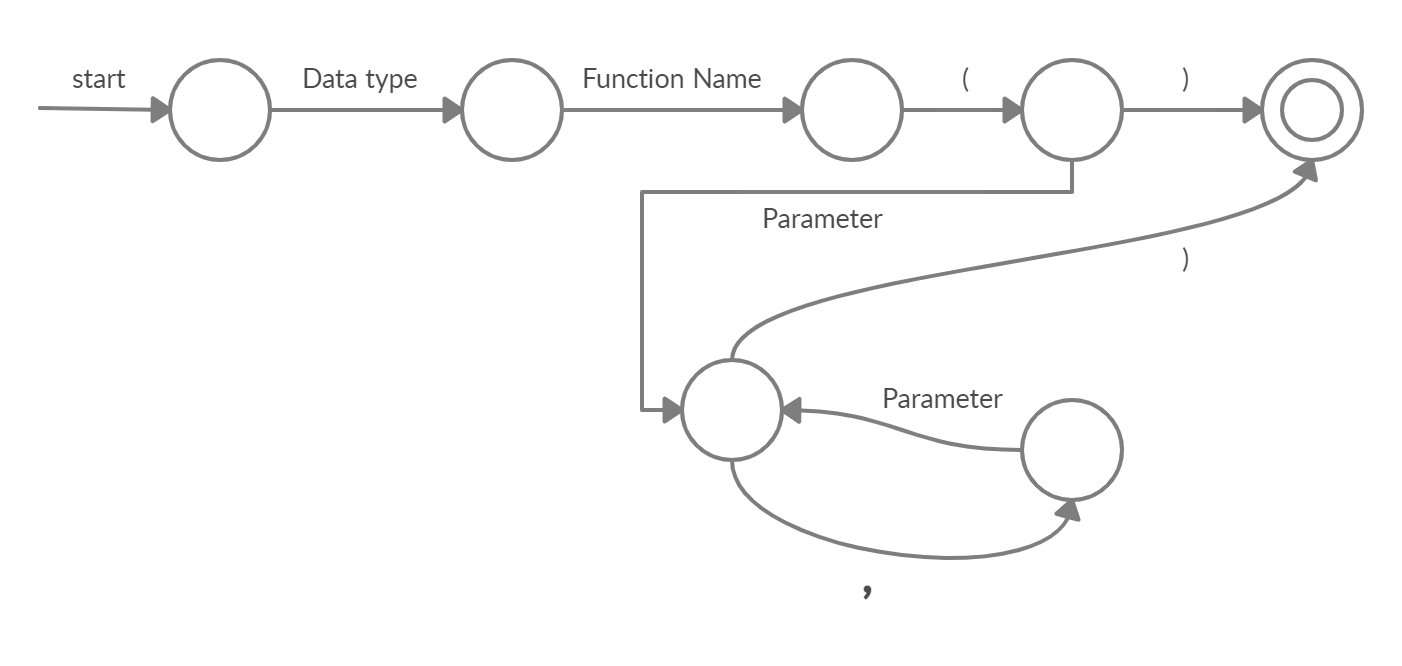 start
Data type
Function Name
(
)
Parameter
)
Parameter
,